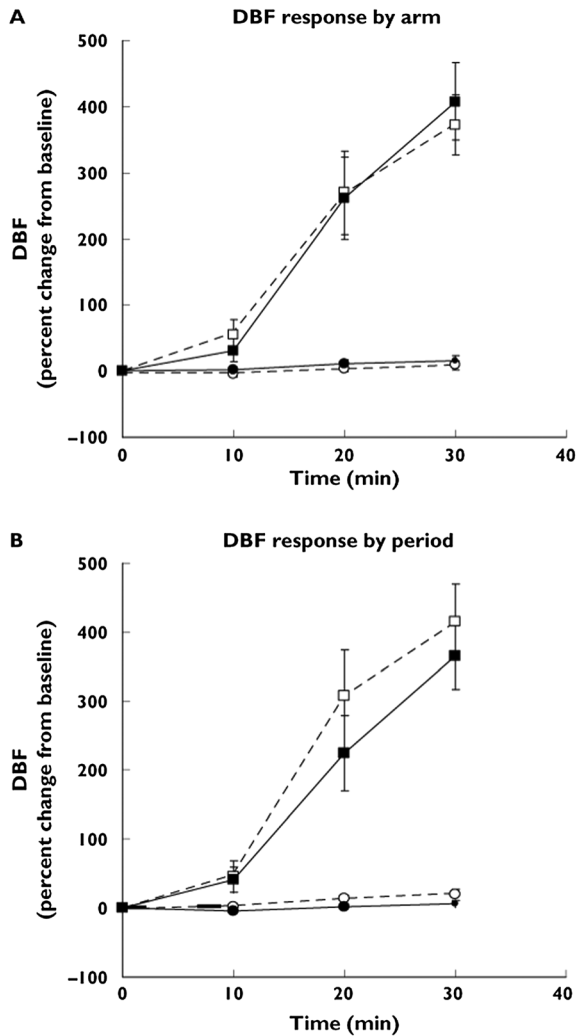 A
DBF response by arm
500
400
300
200
100
0
–100
DBF
(percent change from baseline)
0 10 20 30 40
Time (min)
B
DBF response by period
500
400
300
200
100
0
–100
DBF
(percent change from baseline)
0 10 20 30 40
Time (min)